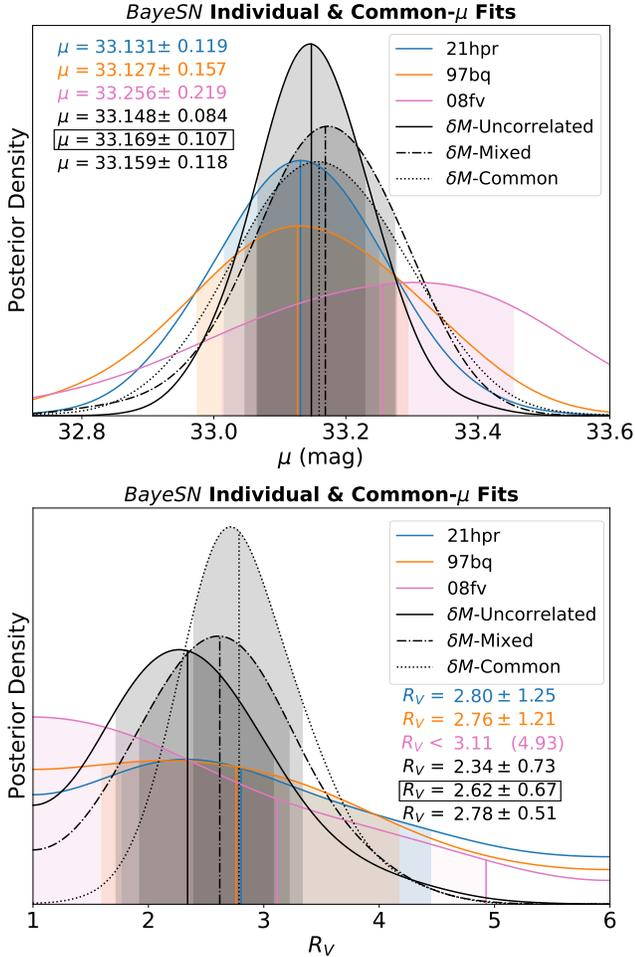 BayeSN Individual & Common-μ Fits
μ = 33.131± 0.119
μ = 33.127± 0.157
μ = 33.256± 0.219
μ = 33.148± 0.084
μ = 33.169± 0.107
μ = 33.159± 0.118
21hpr
97bq
08fv
δM-Uncorrelated
δM-Mixed
δM-Common
Posterior Density
32.8 33.0 33.2 33.4 33.6
μ (mag)
BayeSN Individual & Common-μ Fits
21hpr
97bq
08fv
δM-Uncorrelated
δM-Mixed
δM-Common
R_V = 2.80 ± 1.25
R_V = 2.76 ± 1.21
R_V < 3.11 (4.93)
R_V = 2.34 ± 0.73
R_V = 2.62 ± 0.67
R_V = 2.78 ± 0.51
Posterior Density
1 2 3 4 5 6
R_V